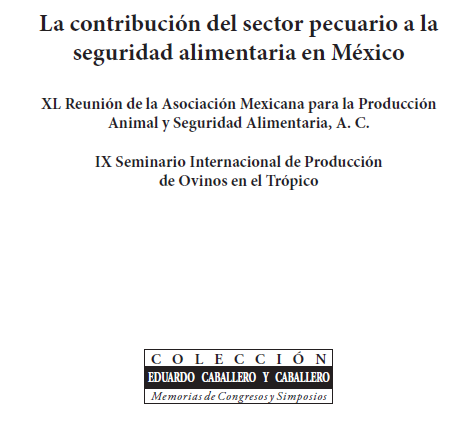 La contribución del sector pecuario a la
seguridad alimentaria en México
XL Reunión de la Asociación Mexicana para la Producción
Animal y Seguridad Alimentaria, A. C.
IX Seminario Internacional de Producción
de Ovinos en el Trópico
COLECCIÓN
EDUARDO CABALLERO Y CABALLERO
Memorias de Congresos y Simposios